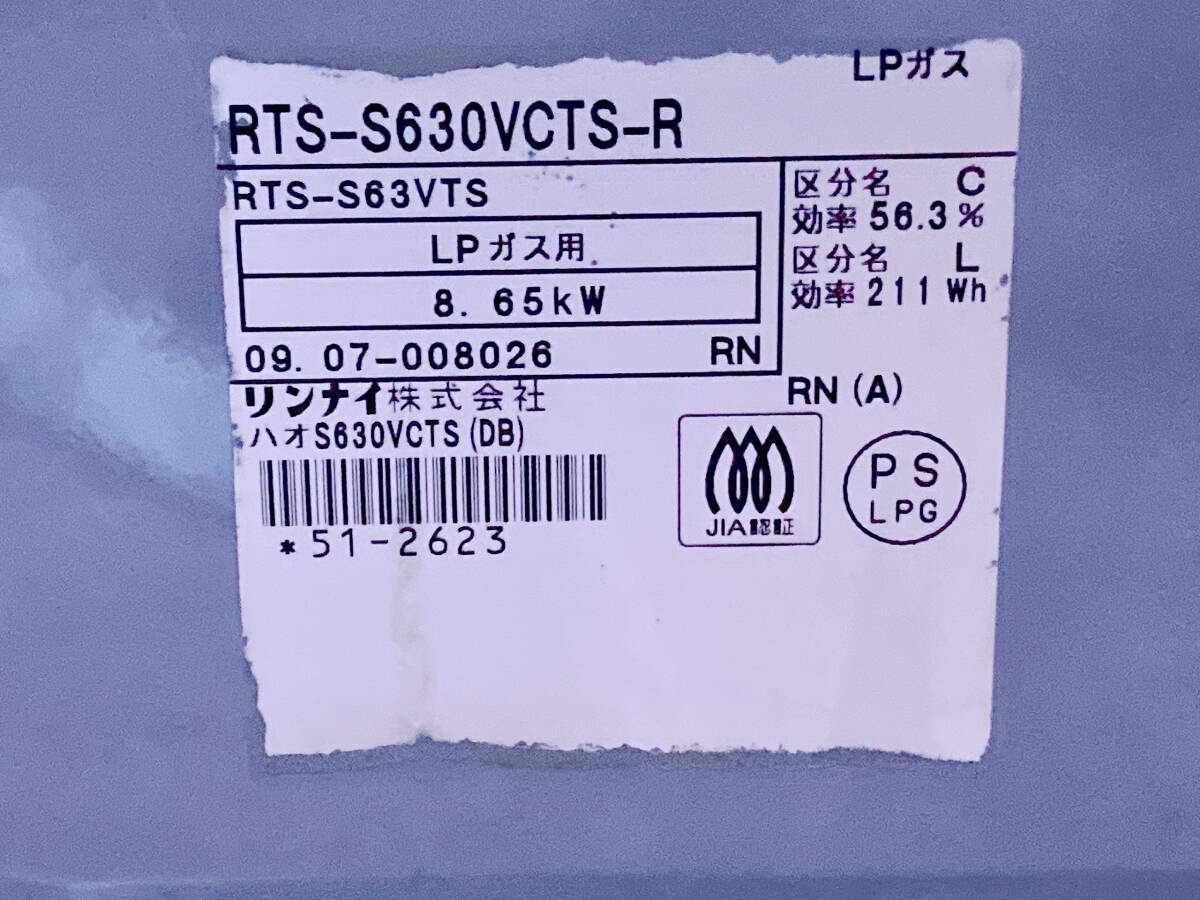 LPガス
RTS-S630VCTS-R
RTS-S63VTS
LPガス用
8. 65kW
09. 07-008026 RN
区分名 C
効率 56.3%
区分名 L
効率 211 Wh
リンナイ株式会社
RN (A)
ハオS630VCTS (DB)
*51-2623
JIA認証
PS
LPG